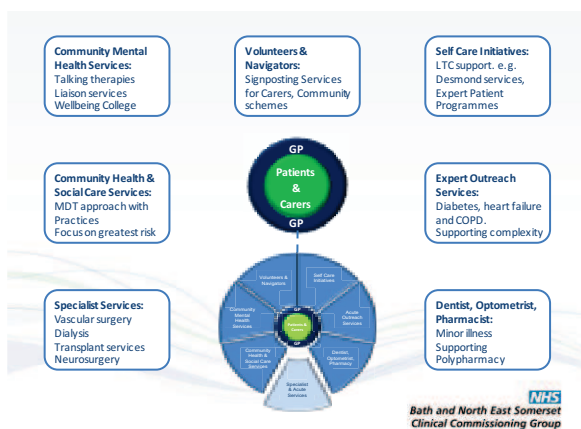 Community Mental
Health Services:
Talking therapies
Liaison services
Wellbeing College
Volunteers &
Navigators:
Signposting Services
for Carers, Community
schemes
Self Care Initiatives:
LTC support. e.g.
Desmond services,
Expert Patient
Programmes
Community Health &
Social Care Services:
MDT approach with
Practices
Focus on greatest risk
GP
Patients
&
Carers
GP
Expert Outreach
Services:
Diabetes, heart failure
and COPD.
Supporting complexity
Specialist Services:
Vascular surgery
Dialysis
Transplant services
Neurosurgery
Volunteers &
Navigators
Self Care
Initiatives
Community
Mental
Health
Services
Acute
Outreach
Services
GP
Patients &
Carers
GP
Community
Health &
Social Care
Services
Dentist,
Optometrist,
Pharmacy
Specialist
& Acute
Services
Dentist, Optometrist,
Pharmacist:
Minor illness
Supporting
Polypharmacy
NHS
Bath and North East Somerset
Clinical Commissioning Group